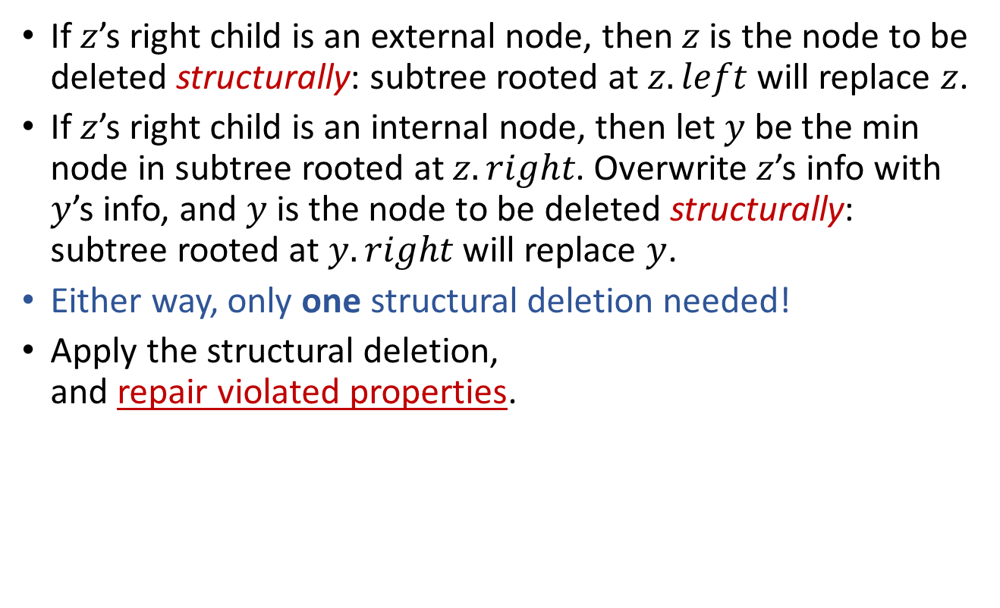 • If z’s right child is an external node, then z is the node to be
deleted structurally: subtree rooted at z.left will replace z.
• If z’s right child is an internal node, then let y be the min
node in subtree rooted at z.right. Overwrite z’s info with
y’s info, and y is the node to be deleted structurally:
subtree rooted at y.right will replace y.
• Either way, only one structural deletion needed!
• Apply the structural deletion,
and repair violated properties.